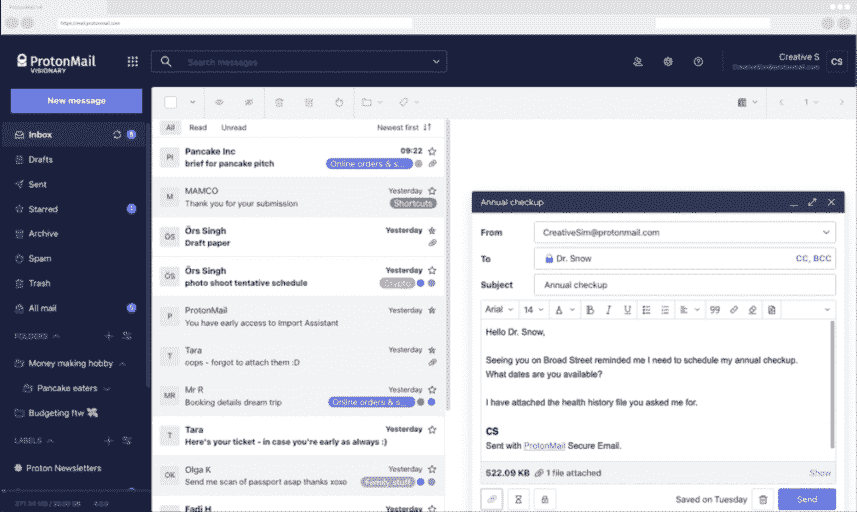 https://mail.protonmail.com
ProtonMail
VISIONARY
Search messages
Creative S
CS
New message
Inbox
Drafts
Sent
Starred
Archive
Spam
Trash
All mail
FOLDERS
Money making hobby
Pancake eaters
Budgeting ftw
LABELS
Proton Newsletters
1
All Read Unread Newest first
PI Pancake Inc 09:22
brief for pancake pitch Online orders & s...
M MAMCO Yesterday
Thank you for your submission Shortcuts
ÖS Örs Singh Yesterday
Draft paper
ÖS Örs Singh Yesterday
photo shoot tentative schedule Crypto
P ProtonMail Yesterday
You have early access to Import Assistant
T Tara Yesterday
oops - forgot to attach them :D
MR Mr R Yesterday
Booking details dream trip Online orders & s...
T Tara Yesterday
Here's your ticket - in case you're early as always :)
OK Olga K Yesterday
Send me scan of passport asap thanks xoxo Family stuff
Fadi H Yesterday
Annual checkup
From CreativeSim@protonmail.com
To Dr. Snow CC, BCC
Subject Annual checkup
Arial 14 A B I U 99
Hello Dr. Snow,
Seeing you on Broad Street reminded me I need to schedule my annual checkup.
What dates are you available?
I have attached the health history file you asked me for.
CS
Sent with ProtonMail Secure Email.
522.09 KB 1 file attached Show
Saved on Tuesday Send